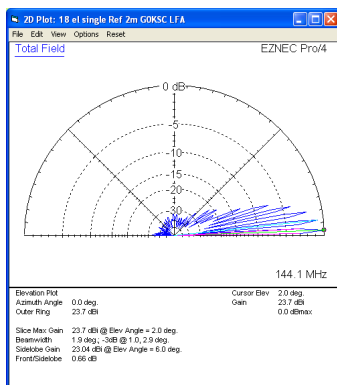 2D Plot: 18 el single Ref 2m G0KSC LFA
File Edit View Options Reset
Total Field EZNEC Pro/4
0 dB
-5
-10
-15
-20
-30
144.1 MHz
Elevation Plot Cursor Elev 2.0 deg.
Azimuth Angle 0.0 deg. Gain 23.7 dBi
Outer Ring 23.7 dBi 0.0 dBmax
Slice Max Gain 23.7 dBi @ Elev Angle = 2.0 deg.
Beamwidth 1.9 deg.; -3dB @ 1.0, 2.9 deg.
Sidelobe Gain 23.04 dBi @ Elev Angle = 6.0 deg.
Front/Sidelobe 0.66 dB